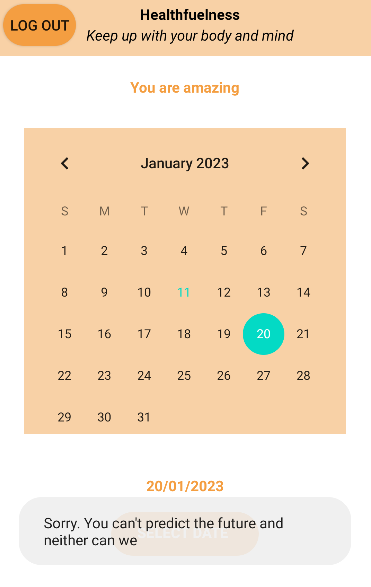 LOG OUT
Healthfuelness
Keep up with your body and mind
You are amazing
January 2023
S M T W T F S
1 2 3 4 5 6 7
8 9 10 11 12 13 14
15 16 17 18 19 20 21
22 23 24 25 26 27 28
29 30 31
20/01/2023
SELECT DATE
Sorry. You can't predict the future and
neither can we